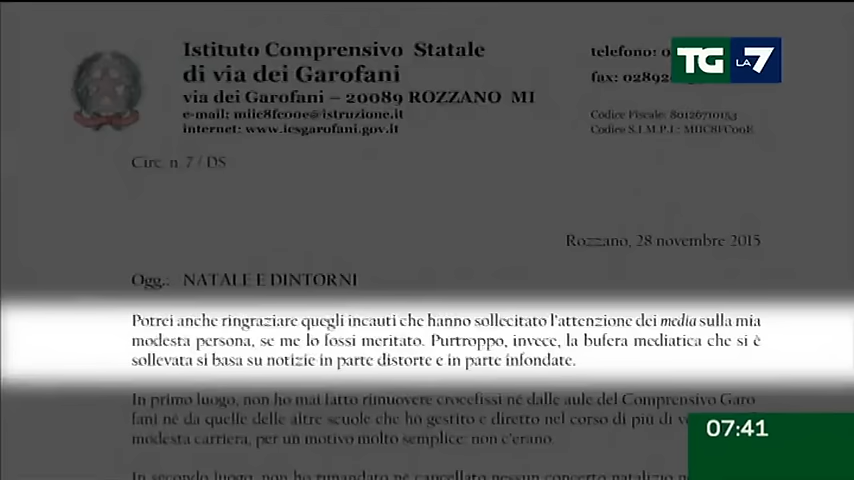 Istituto Comprensivo Statale
di via dei Garofani
via dei Garofani – 20089 ROZZANO MI
e-mail: miic8fc00e@istruzione.it
internet: www.icsgarofani.gov.it
telefono: 0
fax: 02892
Codice Fiscale: 80126710153
Codice S.I.M.P.I.: MIIC8FC00E
TG LA7
Circ. n. 7 / DS
Rozzano, 28 novembre 2015
Ogg.: NATALE E DINTORNI
Potrei anche ringraziare quegli incauti che hanno sollecitato l'attenzione dei media sulla mia
modesta persona, se me lo fossi meritato. Purtroppo, invece, la bufera mediatica che si è
sollevata si basa su notizie in parte distorte e in parte infondate.
In primo luogo, non ho mai fatto rimuovere crocefissi né dalle aule del Comprensivo Garo
fani né da quelle delle altre scuole che ho gestito e diretto nel corso di più di
modesta carriera, per un motivo molto semplice: non c'erano.
In secondo luogo, non ho rimandato né cancellato nessun concerto natalizio
07:41